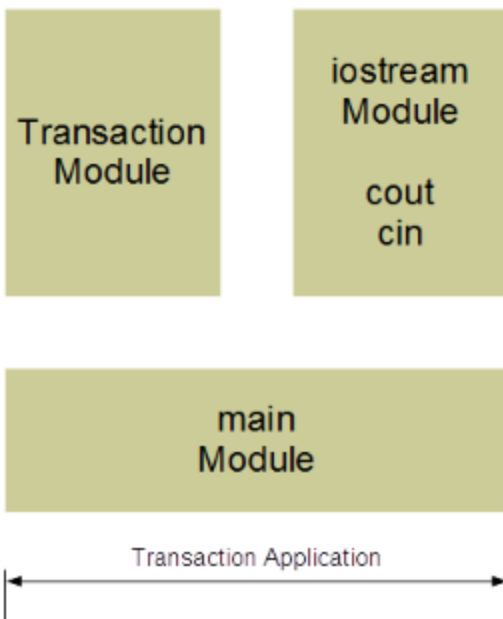 Transaction
Module
iostream
Module
cout
cin
main
Module
Transaction Application